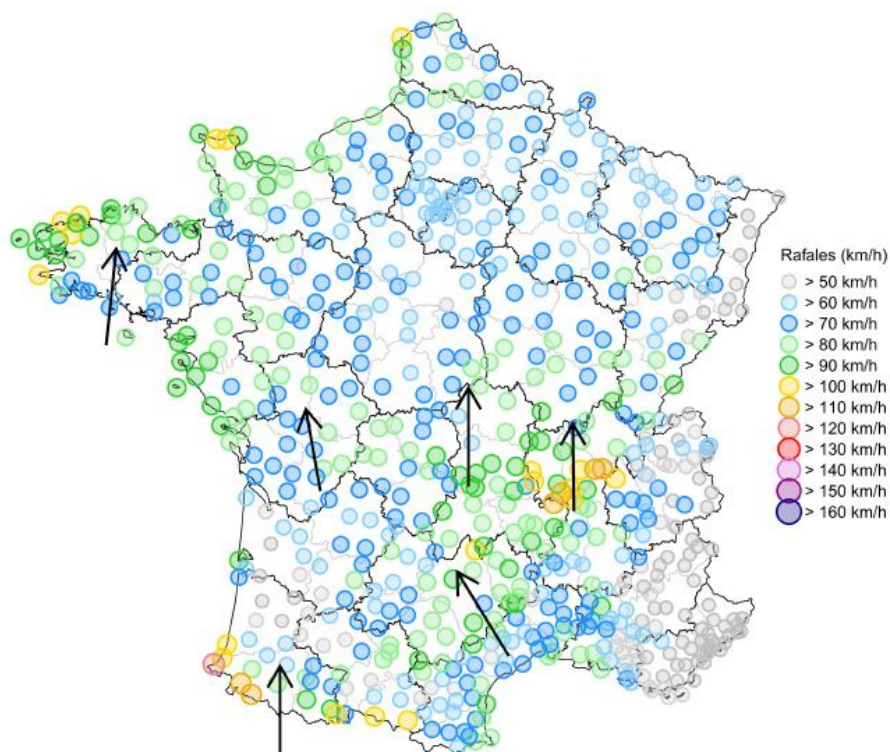 Rafales (km/h)
> 50 km/h
> 60 km/h
> 70 km/h
> 80 km/h
> 90 km/h
> 100 km/h
> 110 km/h
> 120 km/h
> 130 km/h
> 140 km/h
> 150 km/h
> 160 km/h